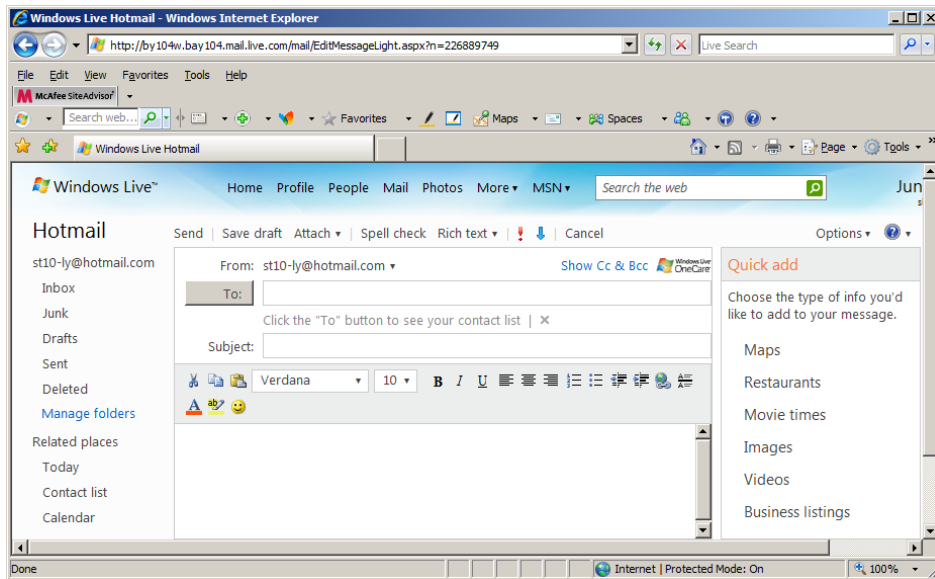 Windows Live Hotmail - Windows Internet Explorer
http://by104w.bay104.mail.live.com/mail/EditMessageLight.aspx?n=226889749 Live Search
File Edit View Favorites Tools Help
McAfee SiteAdvisor
Search web... Favorites Maps Spaces
Windows Live Hotmail Page Tools
Windows Live™ Home Profile People Mail Photos More MSN Search the web Jun
Hotmail Send | Save draft Attach | Spell check Rich text | Cancel Options
st10-ly@hotmail.com From: st10-ly@hotmail.com Show Cc & Bcc Windows Live OneCare Quick add
Inbox To: Choose the type of info you'd
Junk Click the "To" button to see your contact list | like to add to your message.
Drafts Subject: Maps
Sent
Deleted Verdana 10 B I U Restaurants
Manage folders A ab Movie times
Related places Images
Today Videos
Contact list Business listings
Calendar
Done Internet | Protected Mode: On 100%